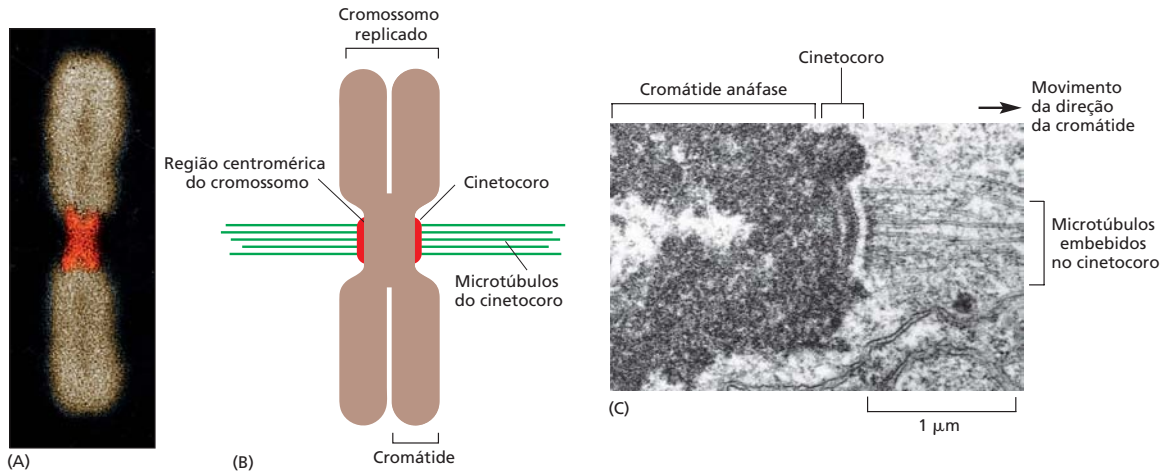 (A)
Cromossomo
replicado
Região centromérica
do cromossomo
Cinetocoro
Microtúbulos
do cinetocoro
(B)
Cromátide
Cinetocoro
Cromátide anáfase
Movimento
da direção
da cromátide
Microtúbulos
embebidos
no cinetocoro
(C)
1 μm